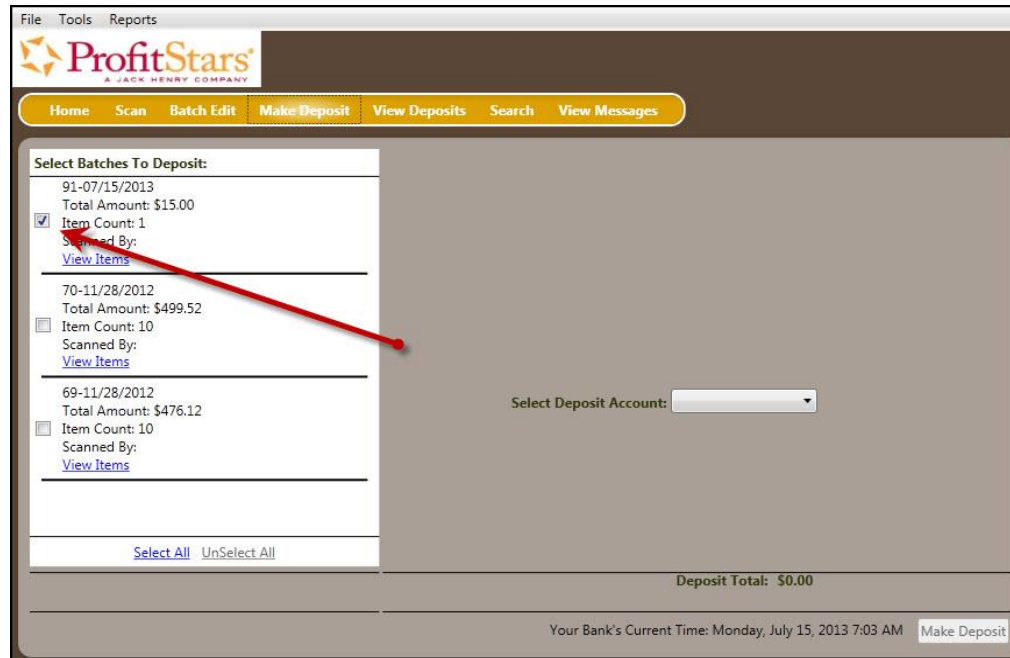 File Tools Reports
ProfitStars®
A JACK HENRY COMPANY
Home Scan Batch Edit Make Deposit View Deposits Search View Messages
Select Batches To Deposit:
91-07/15/2013
Total Amount: $15.00
Item Count: 1
Scanned By:
View Items
70-11/28/2012
Total Amount: $499.52
Item Count: 10
Scanned By:
View Items
69-11/28/2012
Total Amount: $476.12
Item Count: 10
Scanned By:
View Items
Select All UnSelect All
Select Deposit Account:
Deposit Total: $0.00
Your Bank's Current Time: Monday, July 15, 2013 7:03 AM Make Deposit